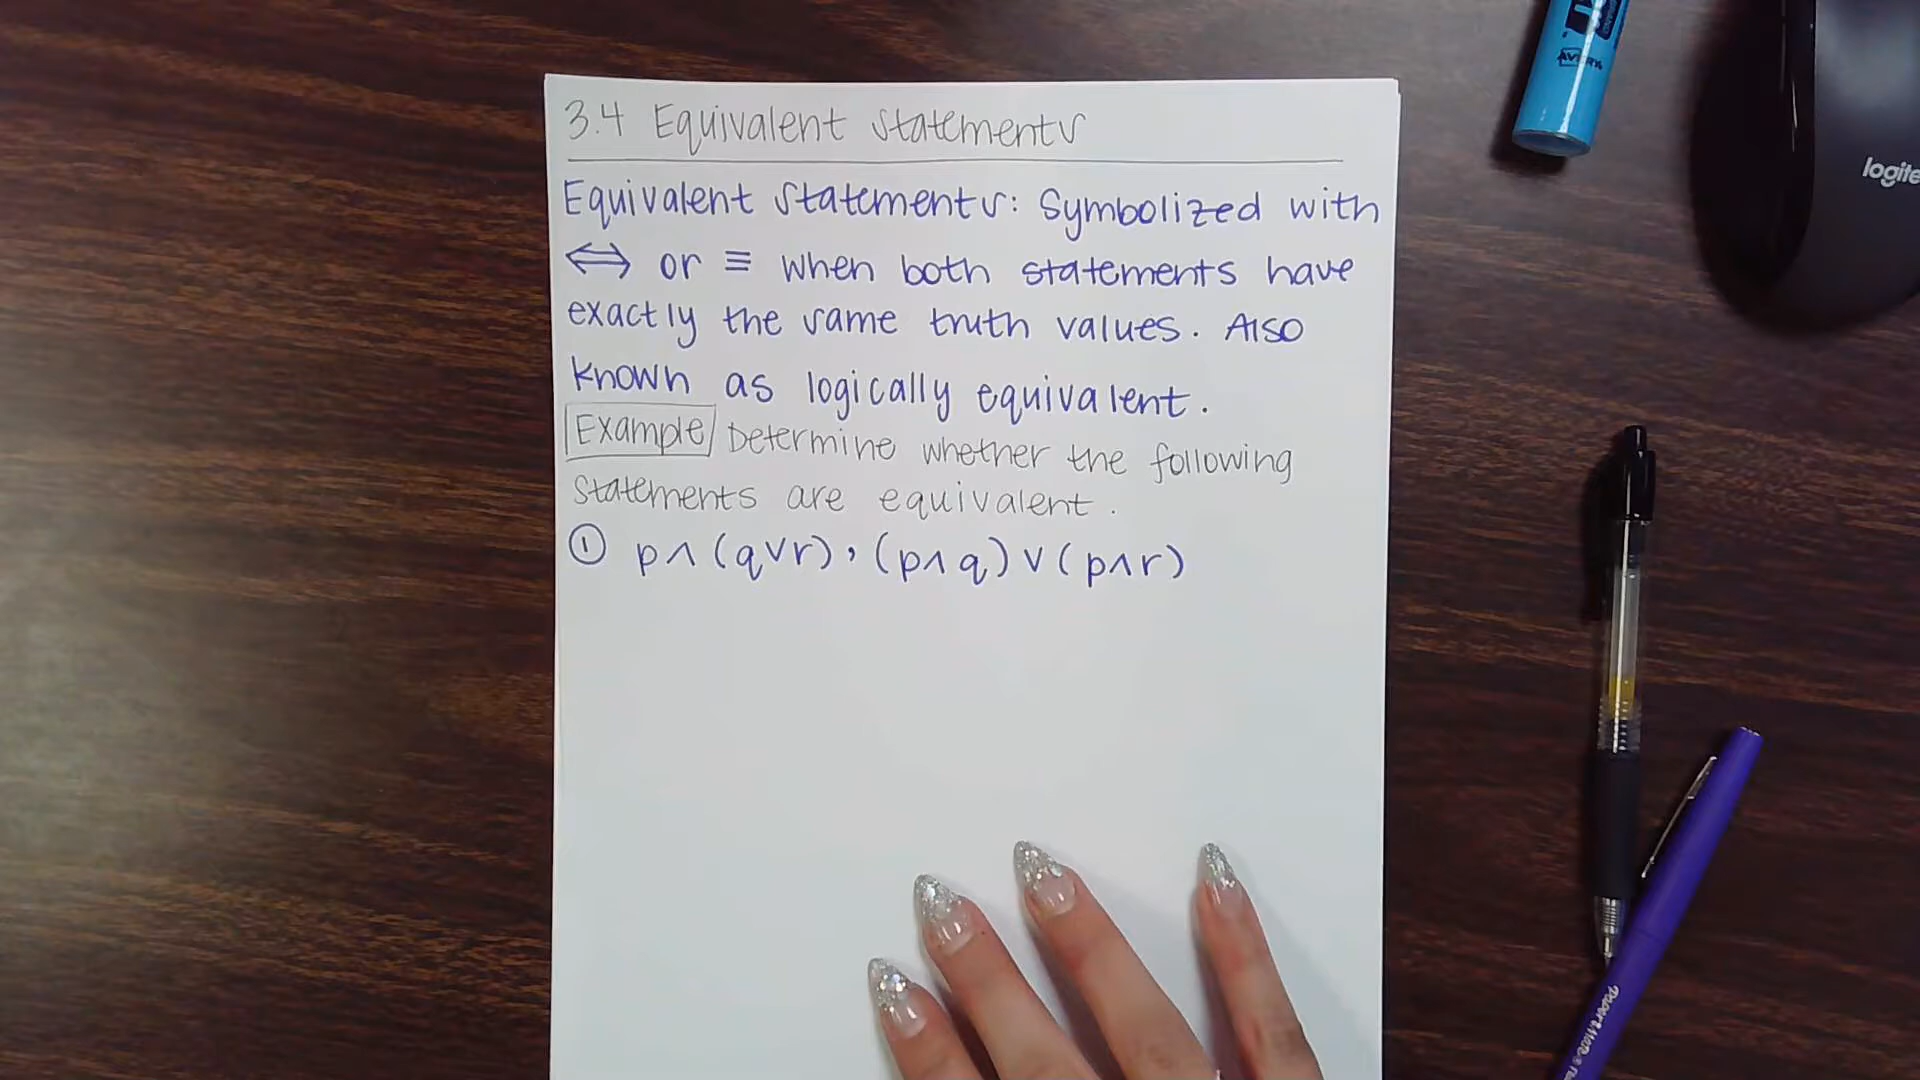 3.4 Equivalent Statements
Equivalent Statements: Symbolized with
⟺ or ≡ when both statements have
exactly the same truth values. Also
known as logically equivalent.
Example Determine whether the following
statements are equivalent.
① p∧(q∨r), (p∧q)∨(p∧r)
AVERY
logite